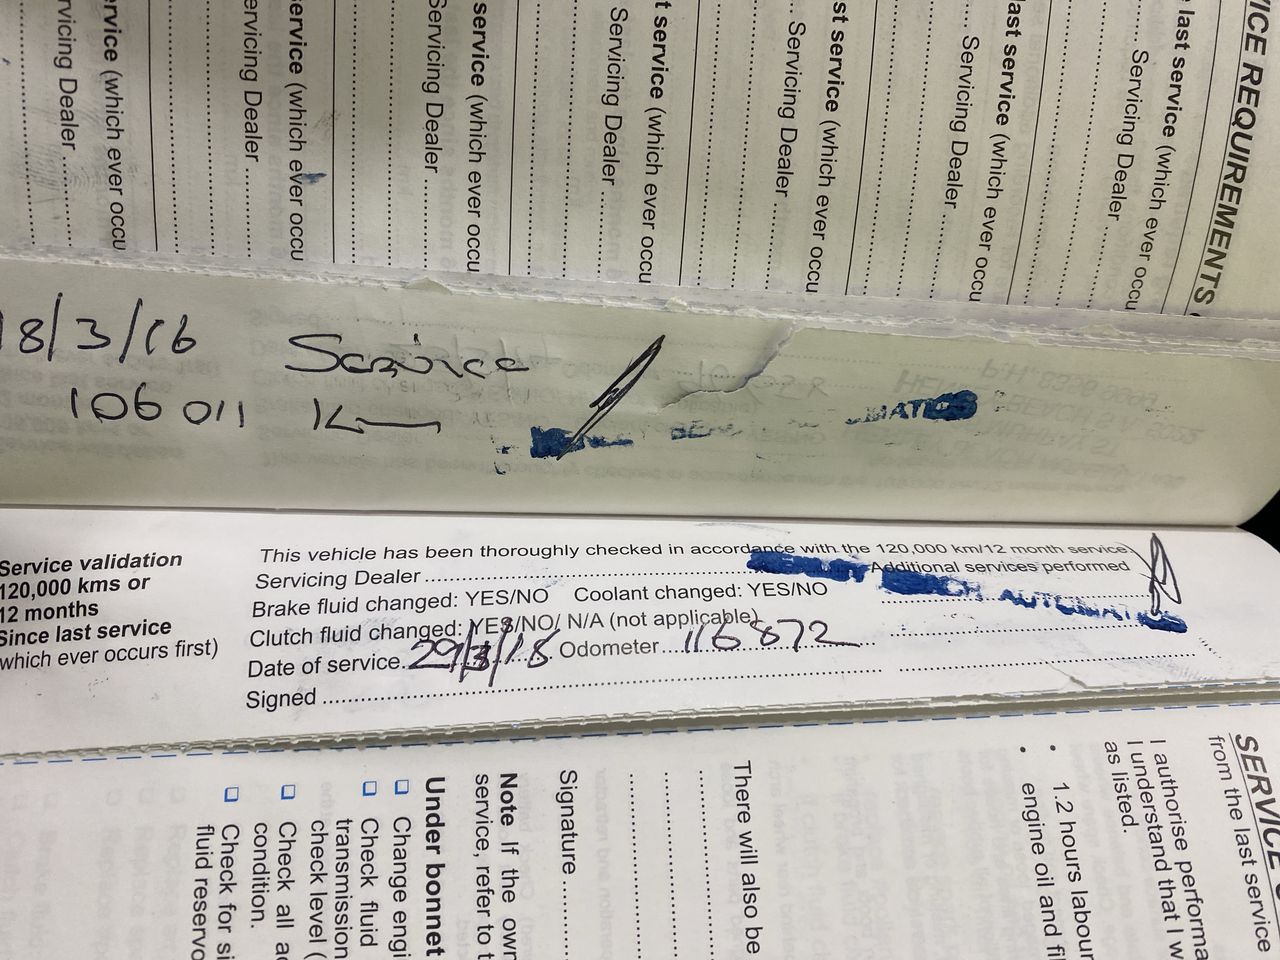 VICE REQUIREMENTS
last service (which ever occu
Servicing Dealer
last service (which ever occu
Servicing Dealer
st service (which ever occu
Servicing Dealer
t service (which ever occu
Servicing Dealer
service (which ever occu
Servicing Dealer
service (which ever occu
ervicing Dealer
ervice (which ever occu
rvicing Dealer
18/3/16 Service
106 011 K
Service validation
120,000 kms or
12 months
Since last service
which ever occurs first)
This vehicle has been thoroughly checked in accordance with the 120,000 km/12 month service.
Servicing Dealer Additional services performed
Brake fluid changed: YES/NO Coolant changed: YES/NO
Clutch fluid changed: YES/NO/ N/A (not applicable)
Date of service 29/3/18 Odometer 116872
Signed
SERVICE
from the last service
I authorise performa
I understand that I w
as listed.
• 1.2 hours labour
• engine oil and fi
There will also be
Signature
Note If the own
service, refer to t
Under bonnet
Change engi
Check fluid
transmission
check level (
Check all ac
condition.
Check for si
fluid reservo